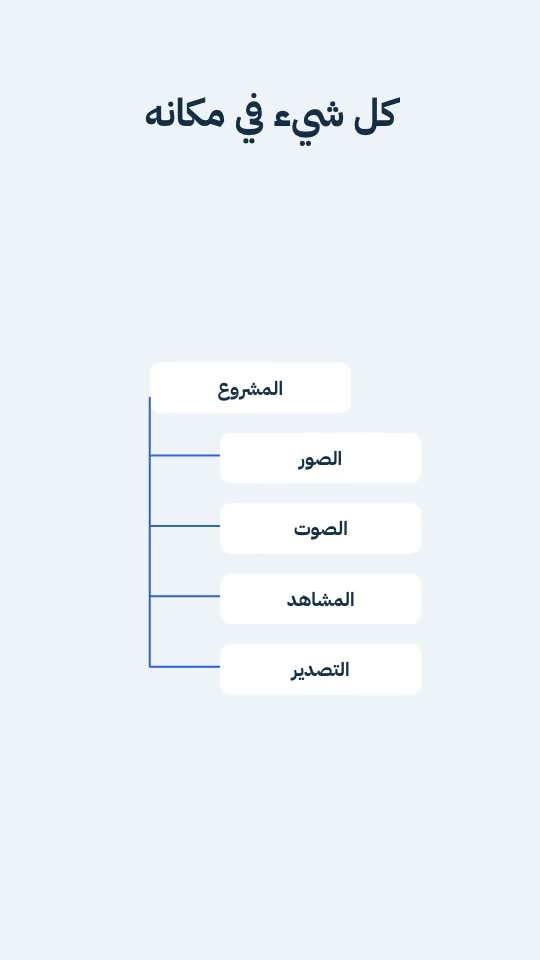 كل شيء في مكانه
المشروع
الصور
الصوت
المشاهد
التصدير